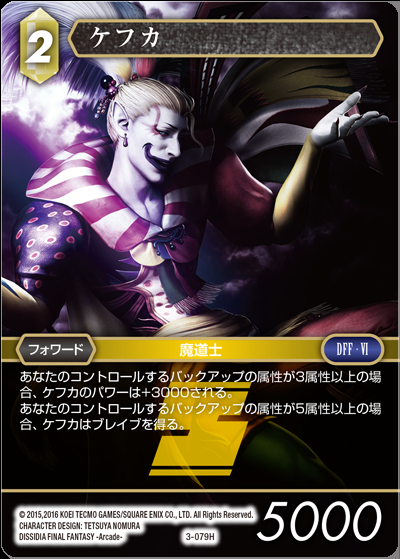 2
ケフカ
フォワード
魔道士
DFF・VI
あなたのコントロールするバックアップの属性が3属性以上の場
合、ケフカのパワーは+3000される。
あなたのコントロールするバックアップの属性が5属性以上の場
合、ケフカはブレイブを得る。
© 2015,2016 KOEI TECMO GAMES/SQUARE ENIX CO., LTD. All Rights Reserved.
CHARACTER DESIGN: TETSUYA NOMURA
DISSIDIA FINAL FANTASY -Arcade-
3-079H
5000